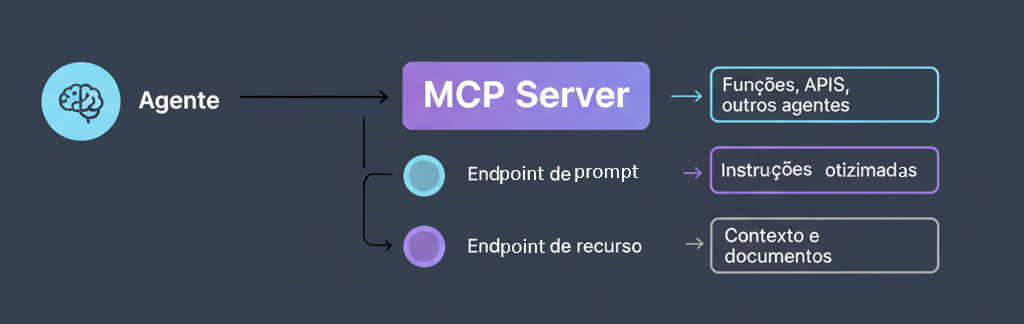 Agente
MCP Server
Funções, APIS,
outros agentes
Endpoint de prompt
Instruções otizimadas
Endpoint de recurso
Contexto e
documentos